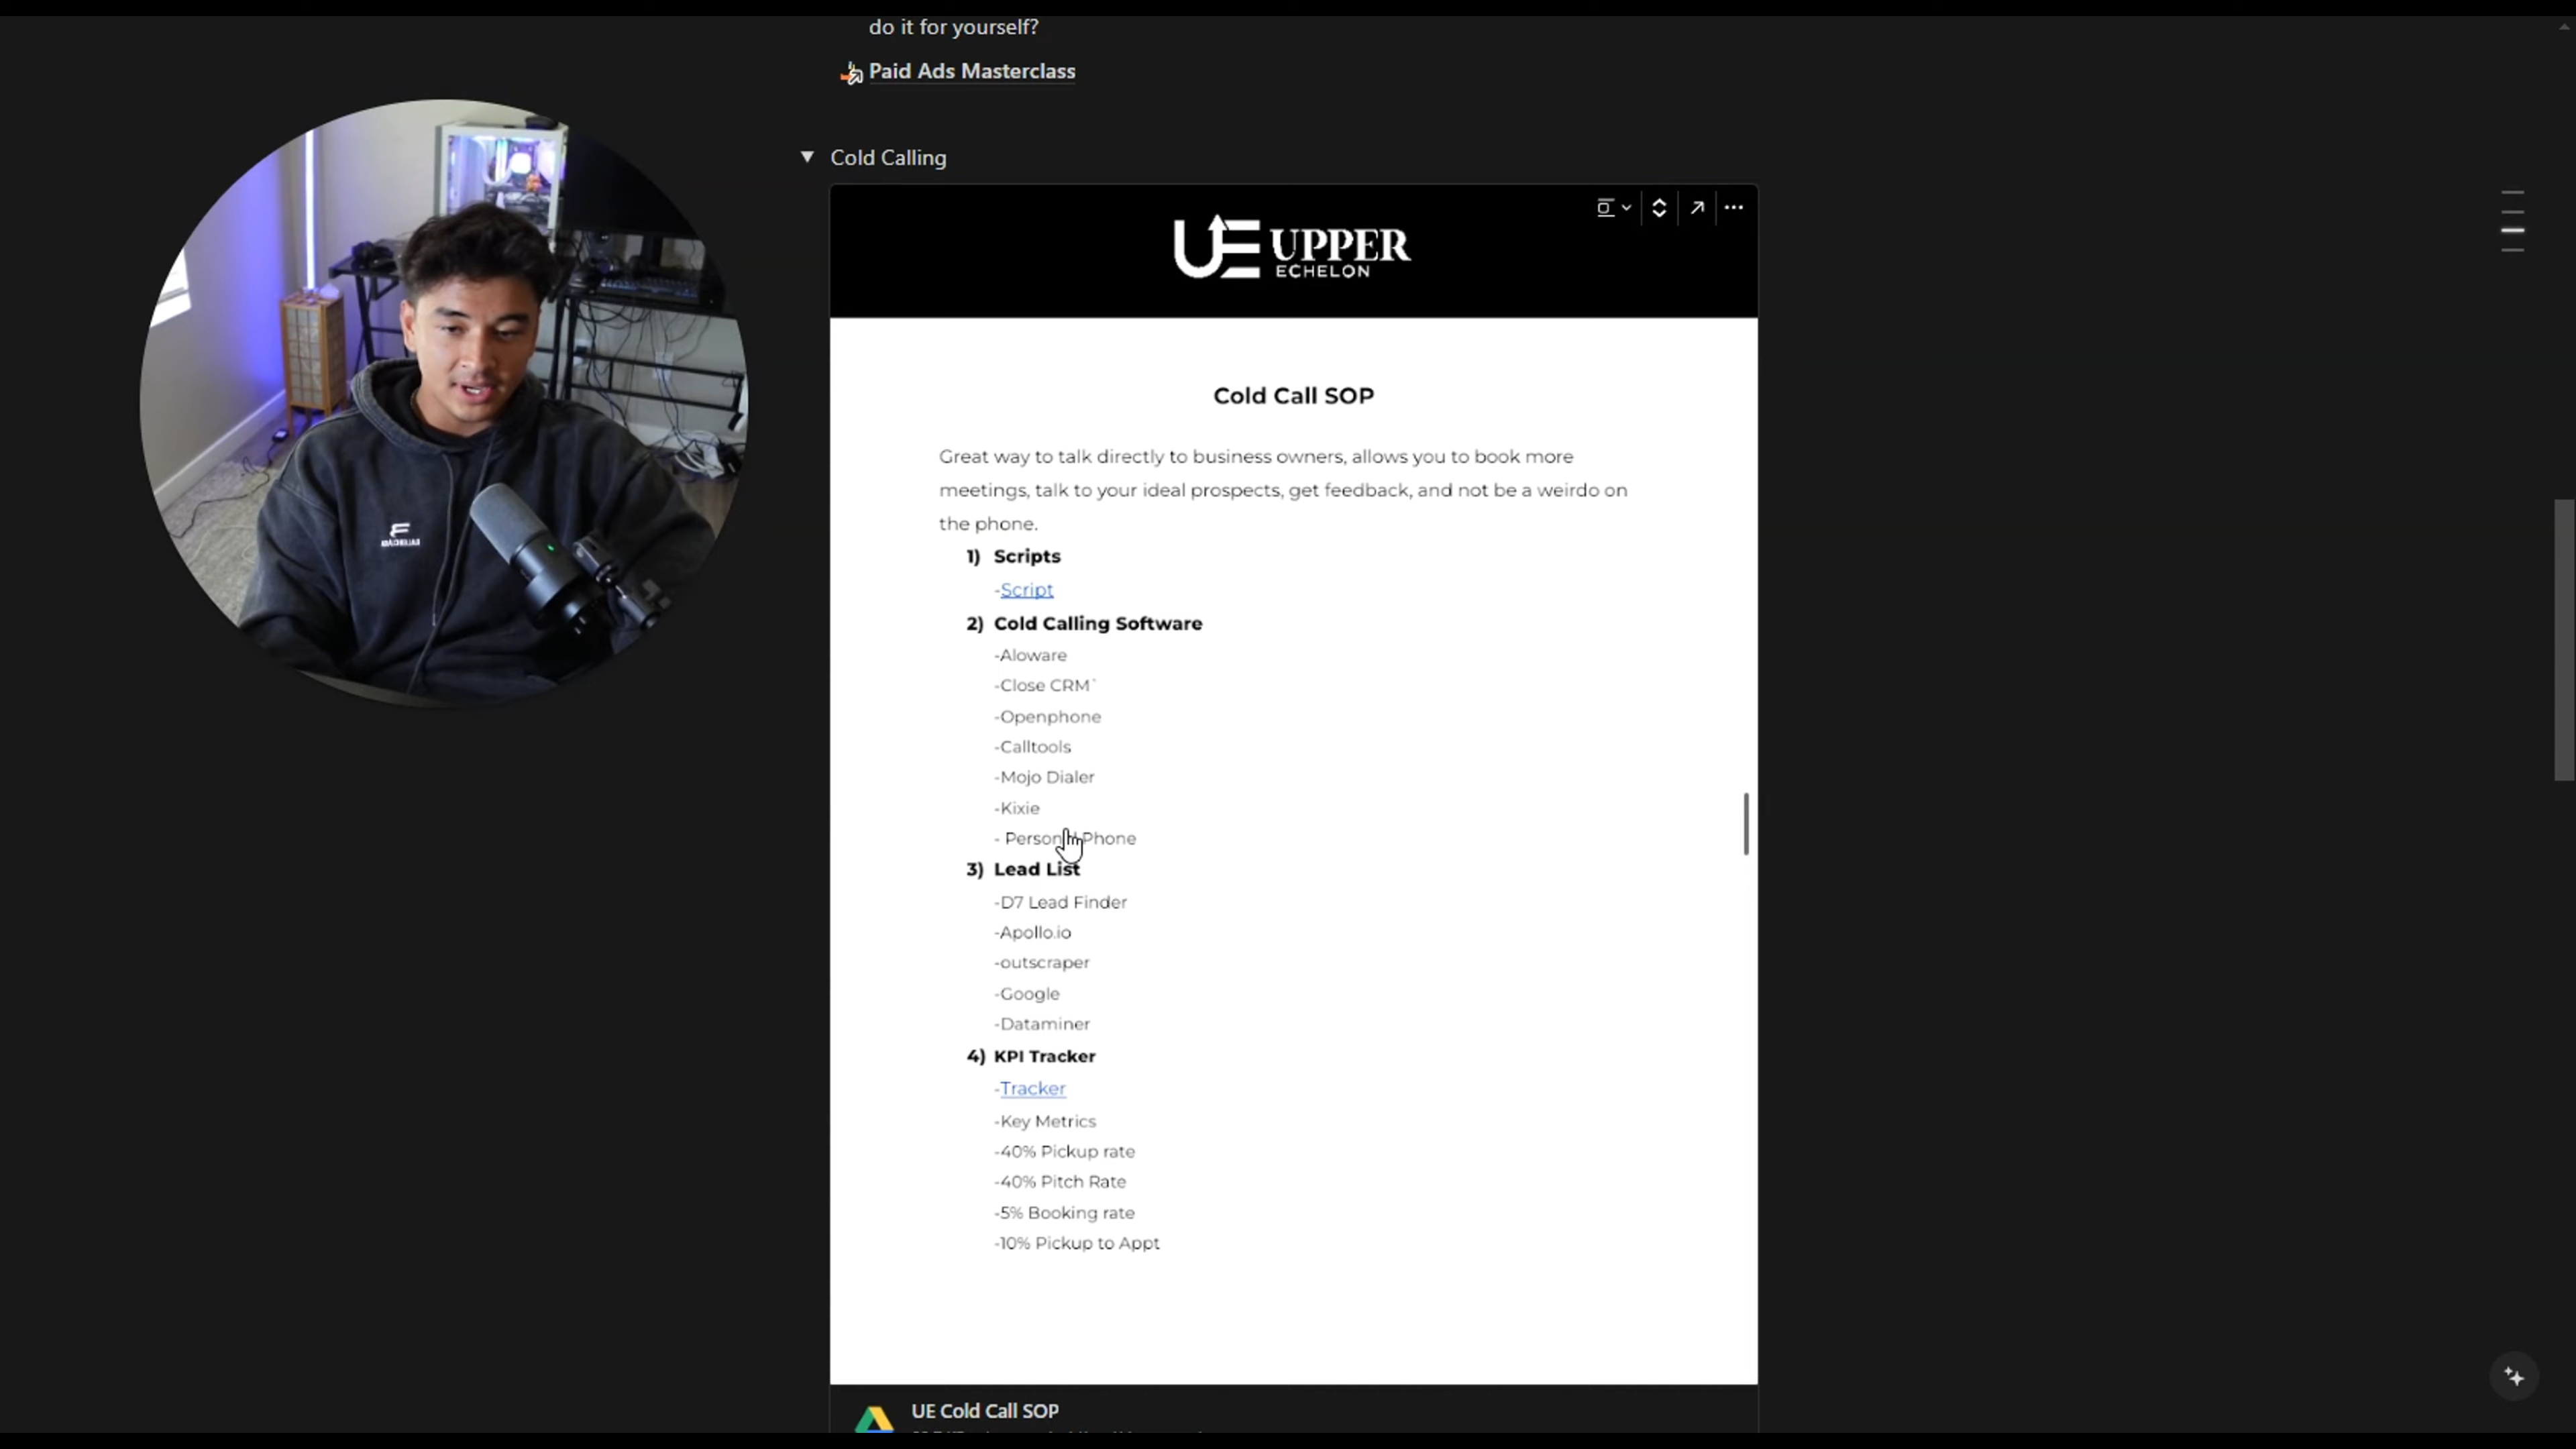 do it for yourself?
Paid Ads Masterclass
Cold Calling
UE UPPER
ECHELON
Cold Call SOP
Great way to talk directly to business owners, allows you to book more
meetings, talk to your ideal prospects, get feedback, and not be a weirdo on
the phone.
1) Scripts
-Script
2) Cold Calling Software
-Aloware
-Close CRM`
-Openphone
-Calltools
-Mojo Dialer
-Kixie
- Personal Phone
3) Lead List
-D7 Lead Finder
-Apollo.io
-outscraper
-Google
-Dataminer
4) KPI Tracker
-Tracker
-Key Metrics
-40% Pickup rate
-40% Pitch Rate
-5% Booking rate
-10% Pickup to Appt
UE Cold Call SOP